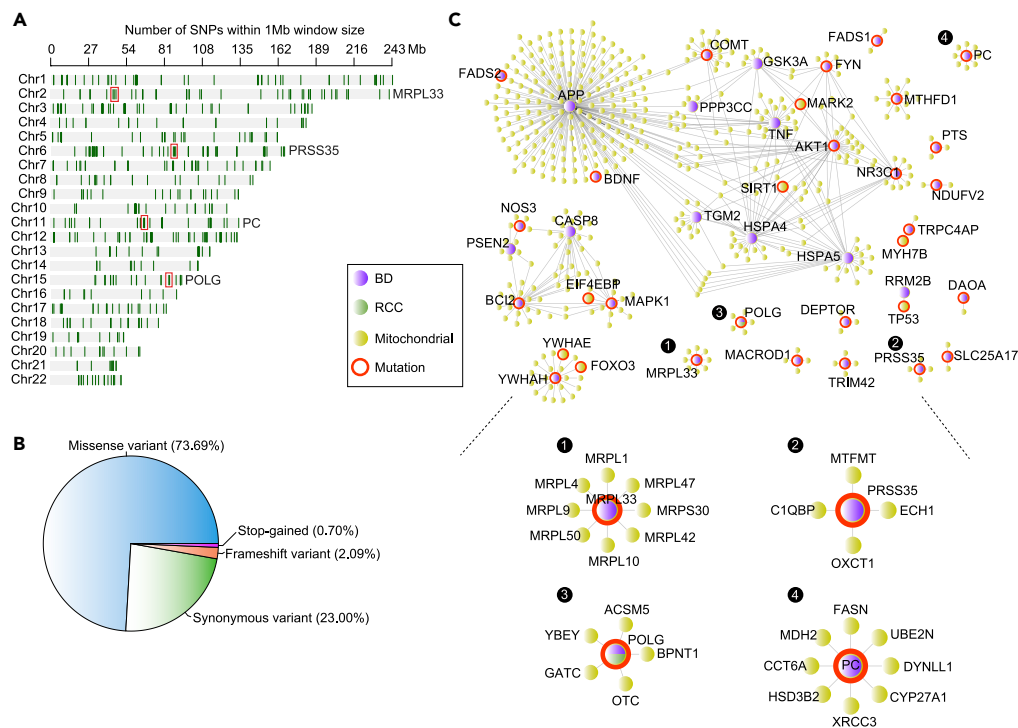 A
Number of SNPs within 1Mb window size
0 27 54 81 108 135 162 189 216 243 Mb
Chr1
Chr2 MRPL33
Chr3
Chr4
Chr5
Chr6 PRSS35
Chr7
Chr8
Chr9
Chr10
Chr11 PC
Chr12
Chr13
Chr14
Chr15 POLG
Chr16
Chr17
Chr18
Chr19
Chr20
Chr21
Chr22
BD
RCC
Mitochondrial
Mutation
B
Missense variant (73.69%)
Stop-gained (0.70%)
Frameshift variant (2.09%)
Synonymous variant (23.00%)
C
FADS2
APP
BDNF
COMT
GSK3A
FADS1
FYN
4
PC
PPP3CC
MARK2
TNF
MTHFD1
AKT1
PTS
SIRT1
NR3C1
NDUFV2
NOS3
CASP8
PSEN2
TGM2
HSPA4
HSPA5
TRPC4AP
MYH7B
BCL2
EIF4EBP1
MAPK1
RRM2B
TP53
DAOA
3
POLG
DEPTOR
YWHAE
FOXO3
YWHAH
1
MRPL33
MACROD1
TRIM42
2
PRSS35
SLC25A17
1
MRPL1
MRPL4
MRPL47
MRPL33
MRPL9
MRPS30
MRPL50
MRPL42
MRPL10
2
MTFMT
PRSS35
C1QBP
ECH1
OXCT1
3
ACSM5
YBEY
POLG
BPNT1
GATC
OTC
4
FASN
MDH2
UBE2N
CCT6A
PC
DYNLL1
HSD3B2
CYP27A1
XRCC3